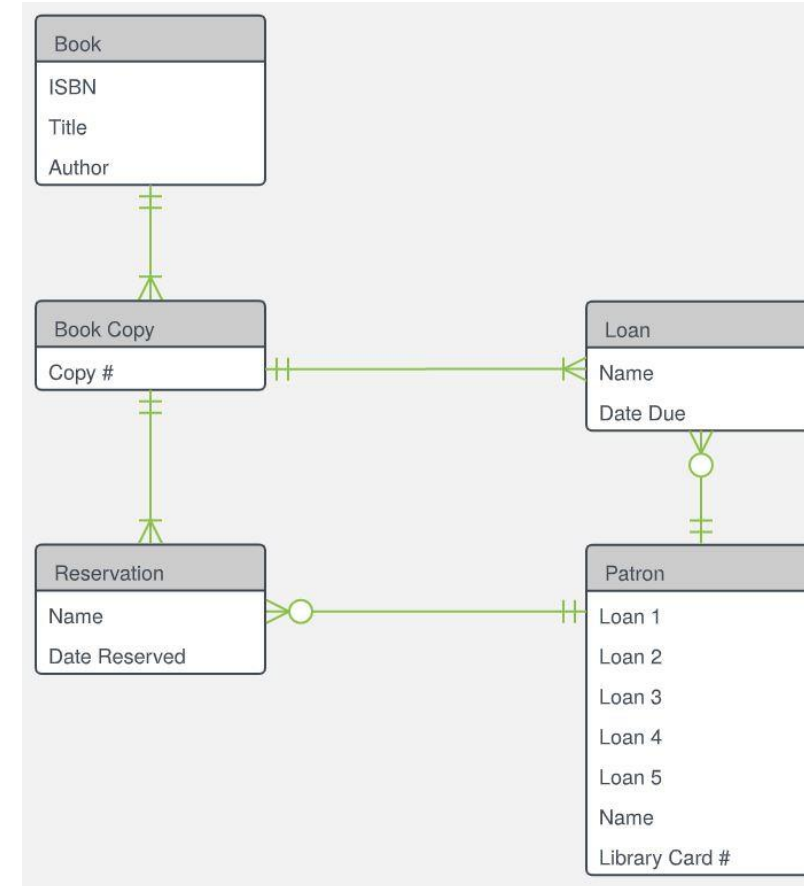 Book
ISBN
Title
Author
Book Copy
Copy #
Loan
Name
Date Due
Reservation
Name
Date Reserved
Patron
Loan 1
Loan 2
Loan 3
Loan 4
Loan 5
Name
Library Card #